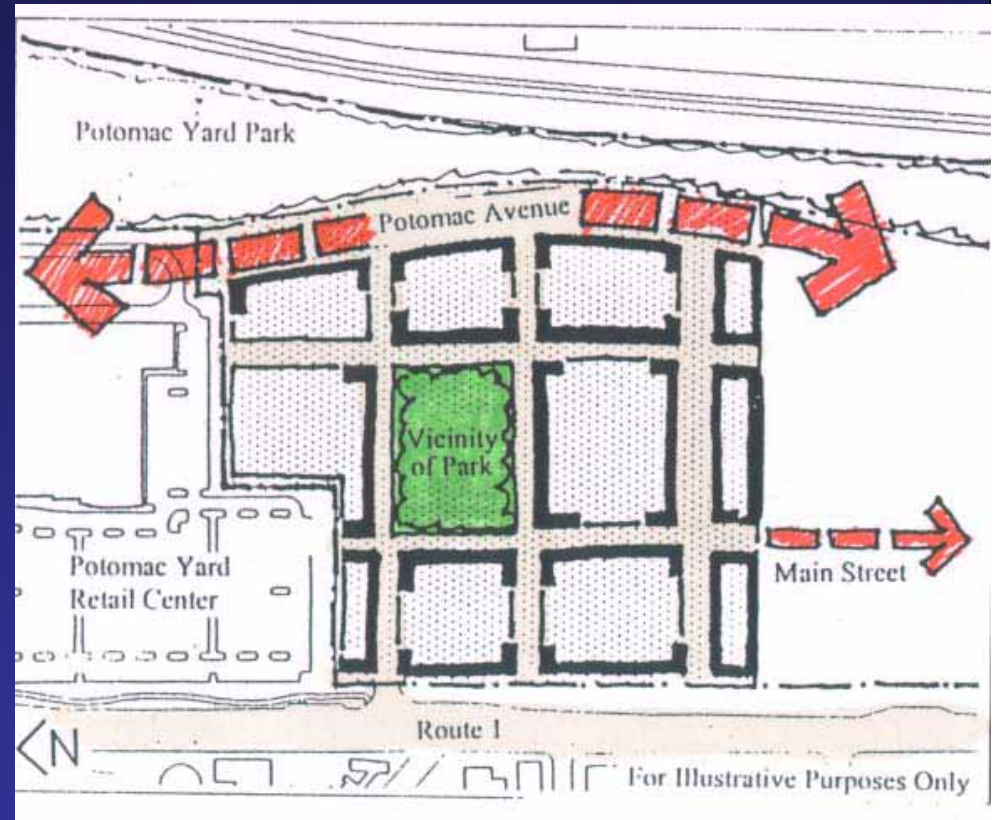 Potomac Yard Park
Potomac Avenue
Vicinity
of Park
Potomac Yard
Retail Center
Main Street
Route 1
N
For Illustrative Purposes Only